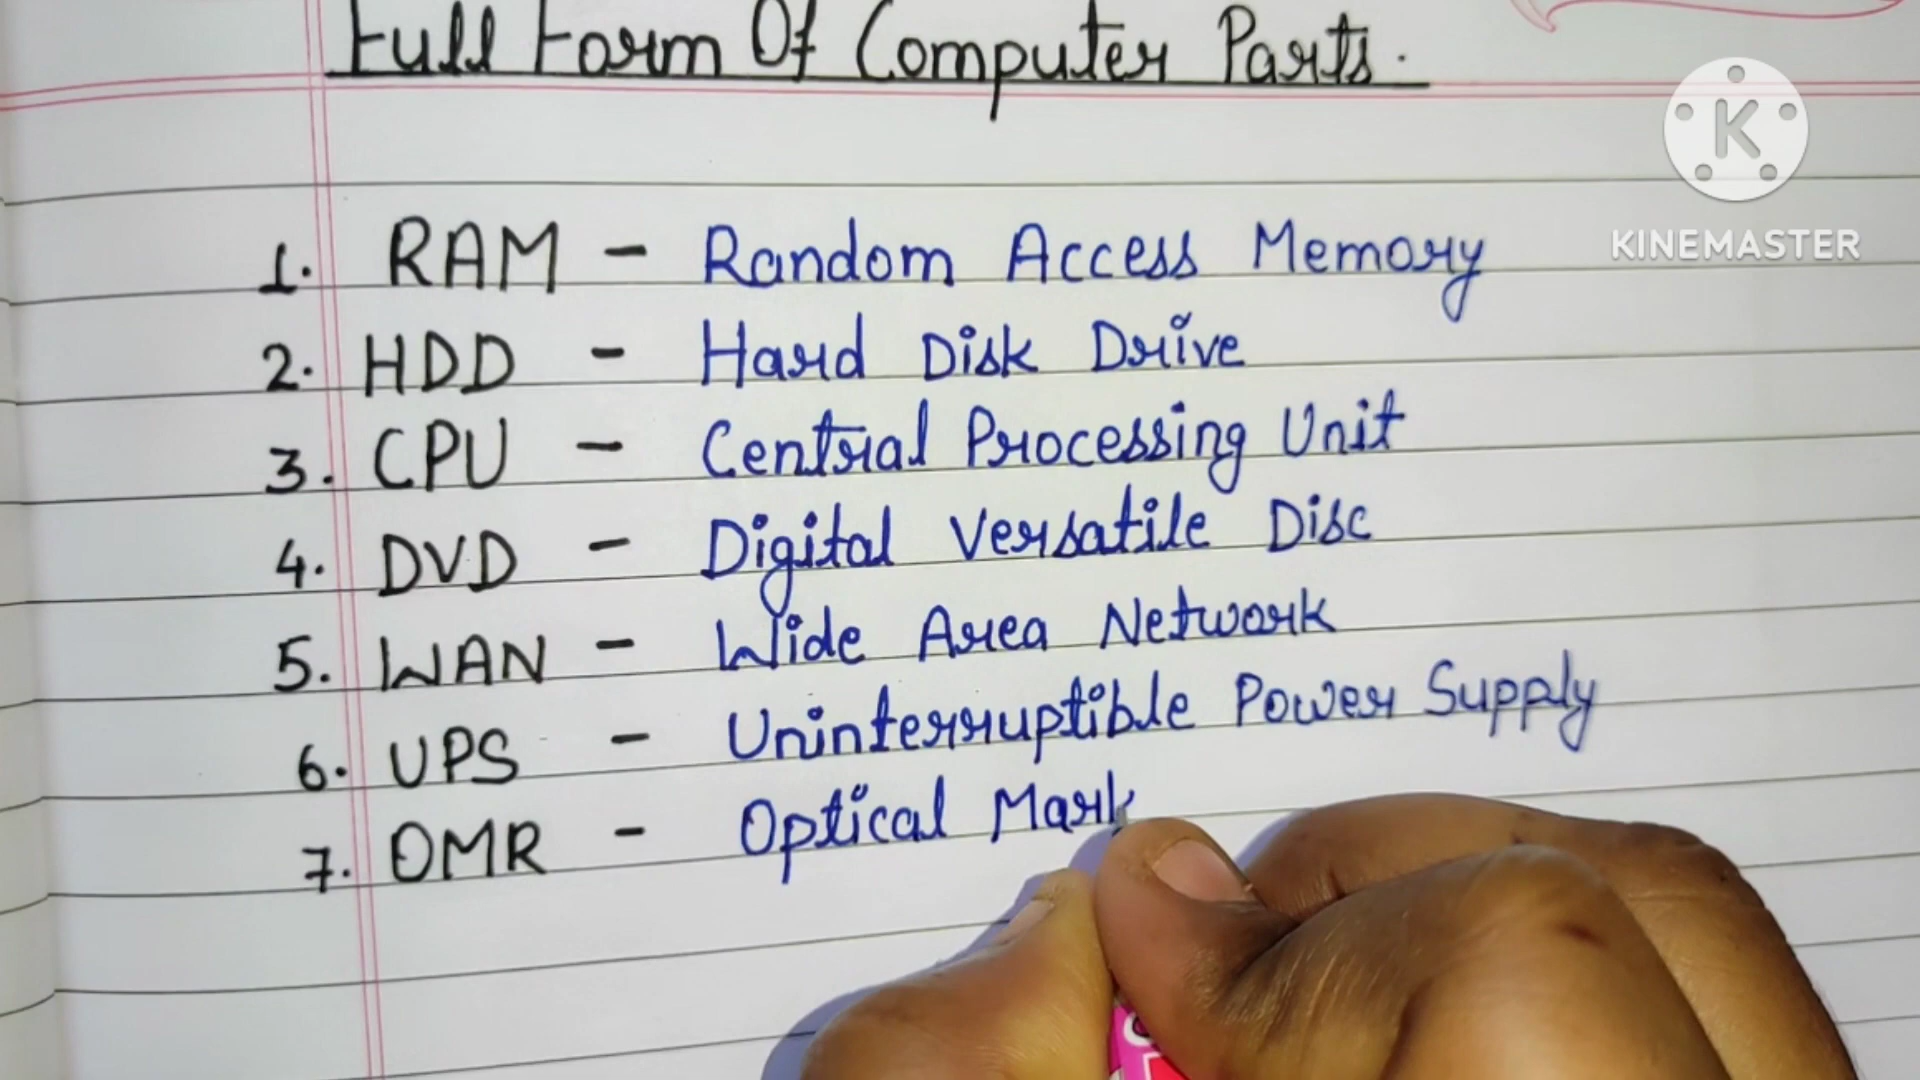 Full Form Of Computer Parts.
K
KINEMASTER
1. RAM - Random Access Memory
2. HDD - Hard Disk Drive
3. CPU - Central Processing Unit
4. DVD - Digital Versatile Disc
5. WAN - Wide Area Network
6. UPS - Uninterruptible Power Supply
7. OMR - Optical Mark